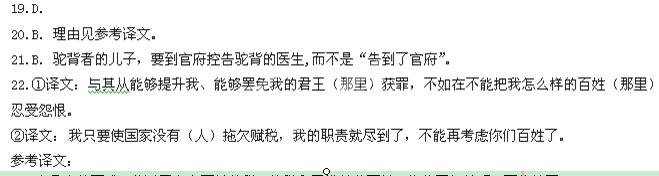 19.D.
20.B. 理由见参考译文。
21.B. 驼背者的儿子，要到官府控告驼背的医生,而不是“告到了官府”。
22.①译文：与其从能够提升我、能够罢免我的君王（那里）获罪，不如在不能把我怎么样的百姓（那里）
忍受怨恨。
②译文：我只要使国家没有（人）拖欠赋税，我的职责就尽到了，不能再考虑你们百姓了。
参考译文：